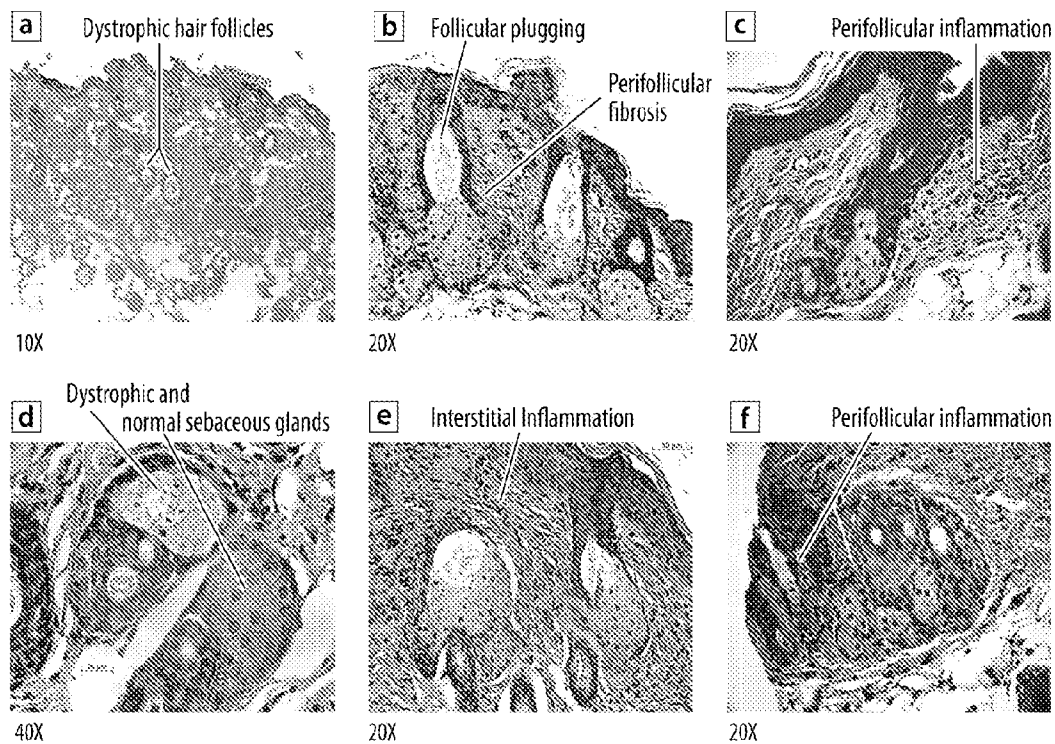 a
Dystrophic hair follicles
10X
b
Follicular plugging
Perifollicular
fibrosis
20X
c
Perifollicular inflammation
20X
d
Dystrophic and
normal sebaceous glands
40X
e
Interstitial Inflammation
20X
f
Perifollicular inflammation
20X